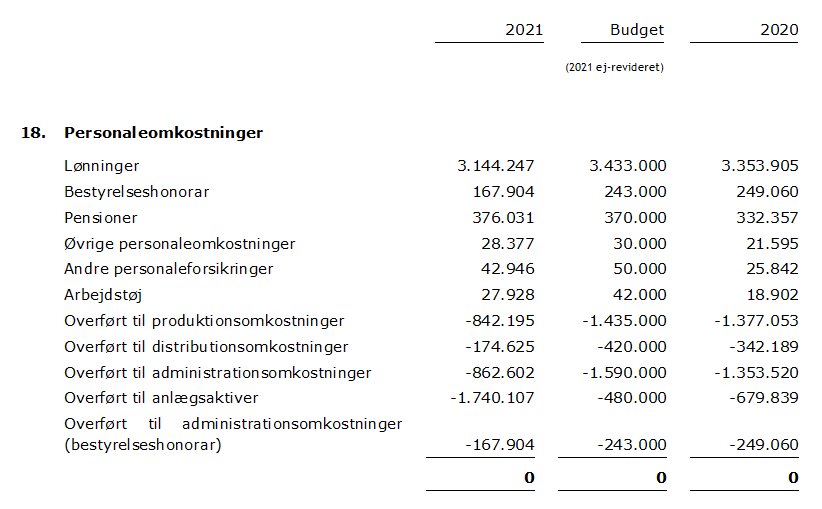 2021 Budget 2020
(2021 ej-revideret)
18. Personaleomkostninger
Lønninger 3.144.247 3.433.000 3.353.905
Bestyrelseshonorar 167.904 243.000 249.060
Pensioner 376.031 370.000 332.357
Øvrige personaleomkostninger 28.377 30.000 21.595
Andre personaleforsikringer 42.946 50.000 25.842
Arbejdstøj 27.928 42.000 18.902
Overført til produktionsomkostninger -842.195 -1.435.000 -1.377.053
Overført til distributionsomkostninger -174.625 -420.000 -342.189
Overført til administrationsomkostninger -862.602 -1.590.000 -1.353.520
Overført til anlægsaktiver -1.740.107 -480.000 -679.839
Overført til administrationsomkostninger
(bestyrelseshonorar) -167.904 -243.000 -249.060
0 0 0